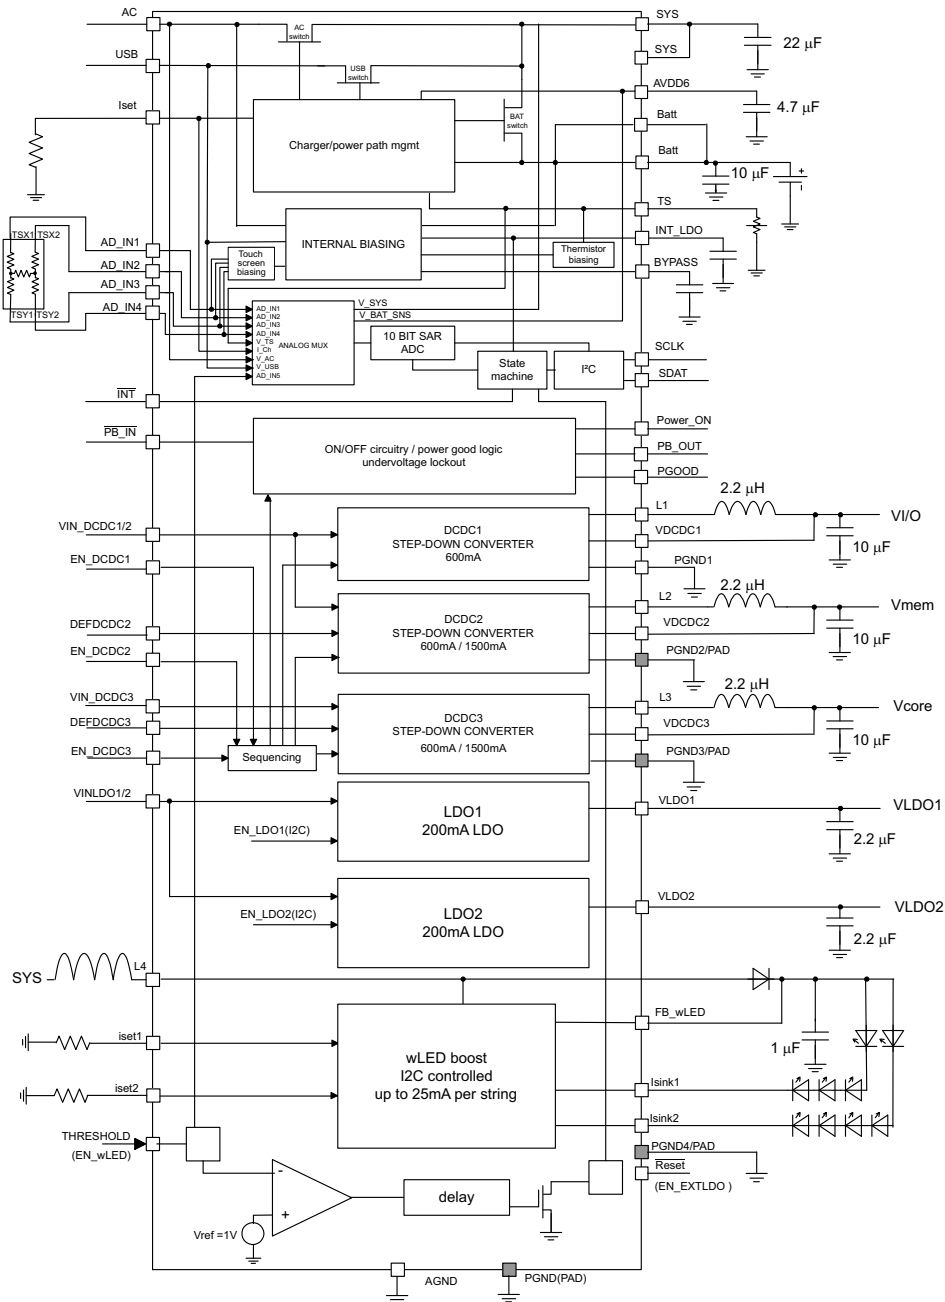 AC
SYS
AC
switch
22 μF
SYS
USB
USB
switch
AVDD6
Iset
4.7 μF
BAT
switch
Batt
Charger/power path mgmt
Batt
10 μF
+
-
TS
INTERNAL BIASING
INT_LDO
TSX1
TSX2
AD_IN1
Touch
screen
biasing
Thermistor
biasing
AD_IN2
BYPASS
AD_IN3
TSY1
TSY2
AD_IN4
V_SYS
V_BAT_SNS
AD_IN1
AD_IN2
AD_IN3
AD_IN4
V_TS
I_Ch
V_AC
V_USB
AD_IN5
ANALOG MUX
10 BIT SAR
ADC
State
machine
I²C
SCLK
SDAT
INT
PB_IN
ON/OFF circuitry / power good logic
undervoltage lockout
Power_ON
PB_OUT
PGOOD
2.2 μH
VIN_DCDC1/2
DCDC1
STEP-DOWN CONVERTER
600mA
L1
VI/O
VDCDC1
10 μF
EN_DCDC1
PGND1
2.2 μH
L2
Vmem
DEFDCDC2
DCDC2
STEP-DOWN CONVERTER
600mA / 1500mA
VDCDC2
10 μF
EN_DCDC2
PGND2/PAD
2.2 μH
VIN_DCDC3
L3
Vcore
DEFDCDC3
DCDC3
STEP-DOWN CONVERTER
600mA / 1500mA
VDCDC3
10 μF
EN_DCDC3
Sequencing
PGND3/PAD
VINLDO1/2
LDO1
200mA LDO
VLDO1
VLDO1
EN_LDO1(I2C)
2.2 μF
LDO2
200mA LDO
VLDO2
VLDO2
EN_LDO2(I2C)
2.2 μF
SYS
L4
FB_wLED
iset1
1 μF
wLED boost
I2C controlled
up to 25mA per string
iset2
Isink1
Isink2
THRESHOLD
(EN_wLED)
PGND4/PAD
Reset
(EN_EXTLDO )
-
+
delay
Vref =1V
AGND
PGND(PAD)